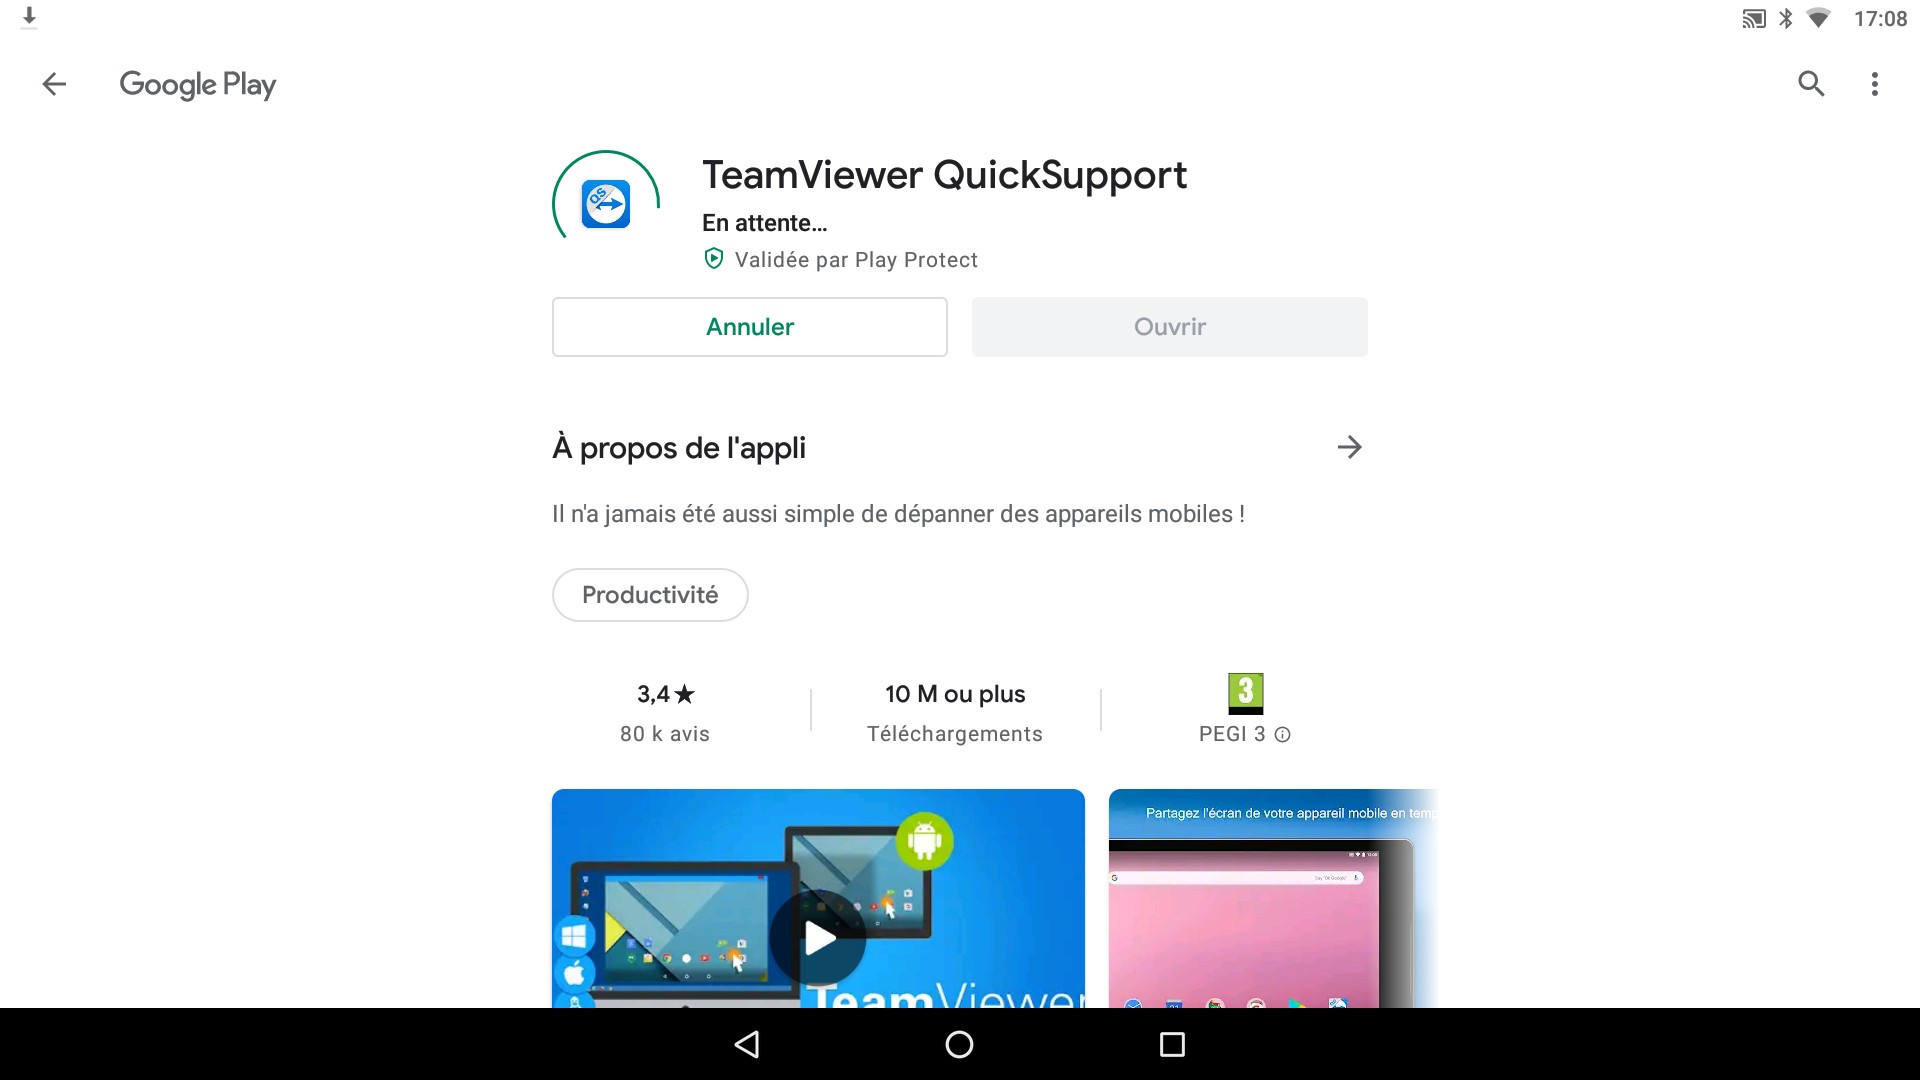 17:08
Google Play
TeamViewer QuickSupport
En attente…
Validée par Play Protect
Annuler
Ouvrir
À propos de l'appli
Il n'a jamais été aussi simple de dépanner des appareils mobiles !
Productivité
3,4★
80 k avis
10 M ou plus
Téléchargements
3
PEGI 3
Partagez l'écran de votre appareil mobile en temp
TeamViewer
QS